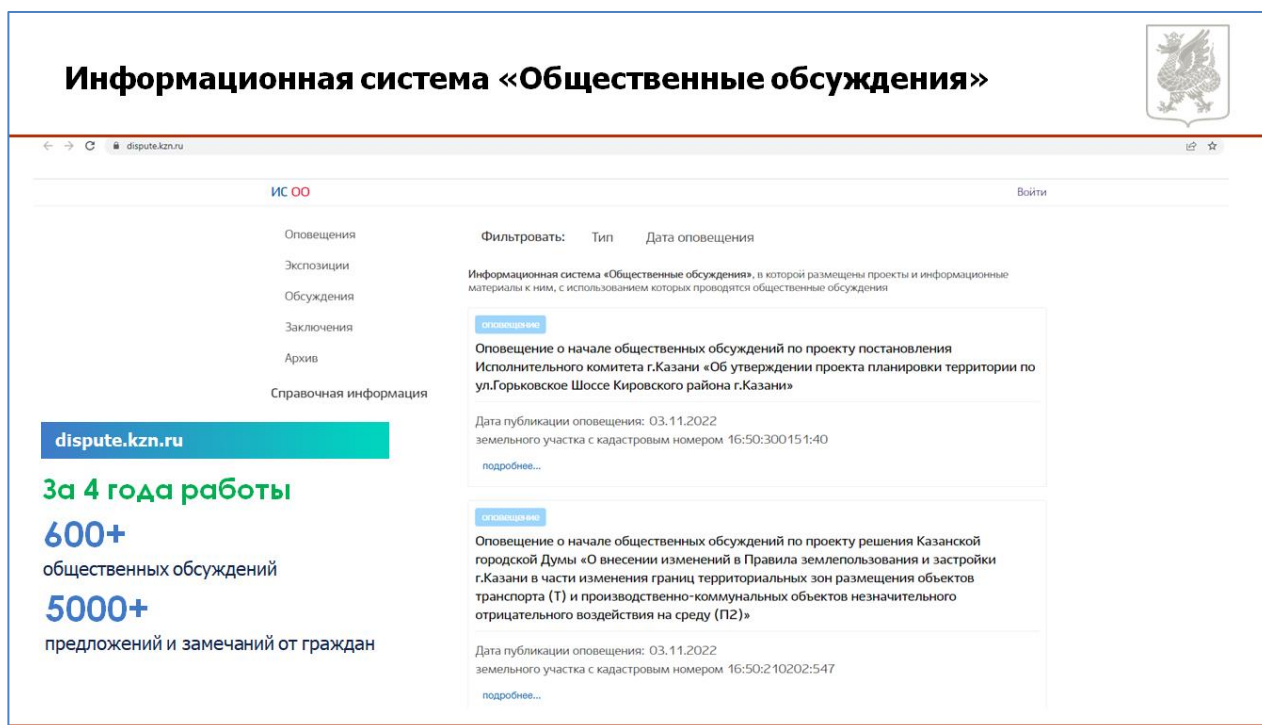 Информационная система «Общественные обсуждения»
dispute.kzn.ru
ИС ОО
Войти
Оповещения
Экспозиции
Обсуждения
Заключения
Архив
Справочная информация
dispute.kzn.ru
За 4 года работы
600+
общественных обсуждений
5000+
предложений и замечаний от граждан
Фильтровать: Тип Дата оповещения
Информационная система «Общественные обсуждения», в которой размещены проекты и информационные
материалы к ним, с использованием которых проводятся общественные обсуждения
оповещение
Оповещение о начале общественных обсуждений по проекту постановления
Исполнительного комитета г.Казани «Об утверждении проекта планировки территории по
ул.Горьковское Шоссе Кировского района г.Казани»
Дата публикации оповещения: 03.11.2022
земельного участка с кадастровым номером 16:50:300151:40
подробнее...
оповещение
Оповещение о начале общественных обсуждений по проекту решения Казанской
городской Думы «О внесении изменений в Правила землепользования и застройки
г.Казани в части изменения границ территориальных зон размещения объектов
транспорта (Т) и производственно-коммунальных объектов незначительного
отрицательного воздействия на среду (П2)»
Дата публикации оповещения: 03.11.2022
земельного участка с кадастровым номером 16:50:210202:547
подробнее...